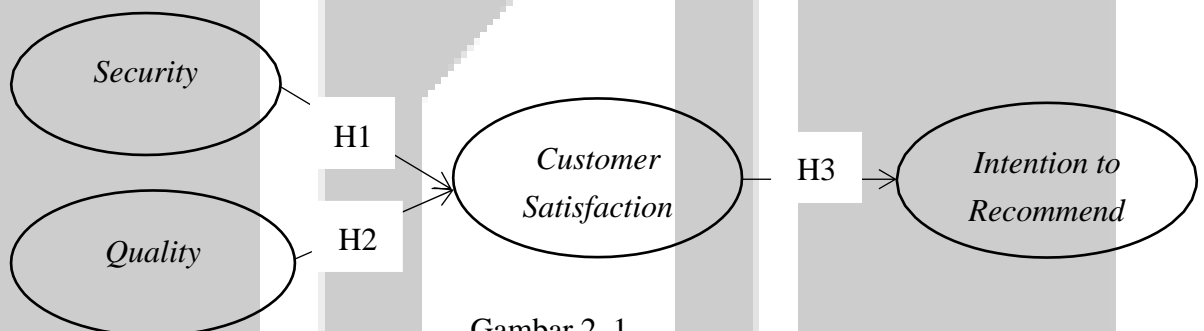 Security
H1
Customer
Satisfaction
H3
Intention to
Recommend
Quality
H2
Gambar 2. 1